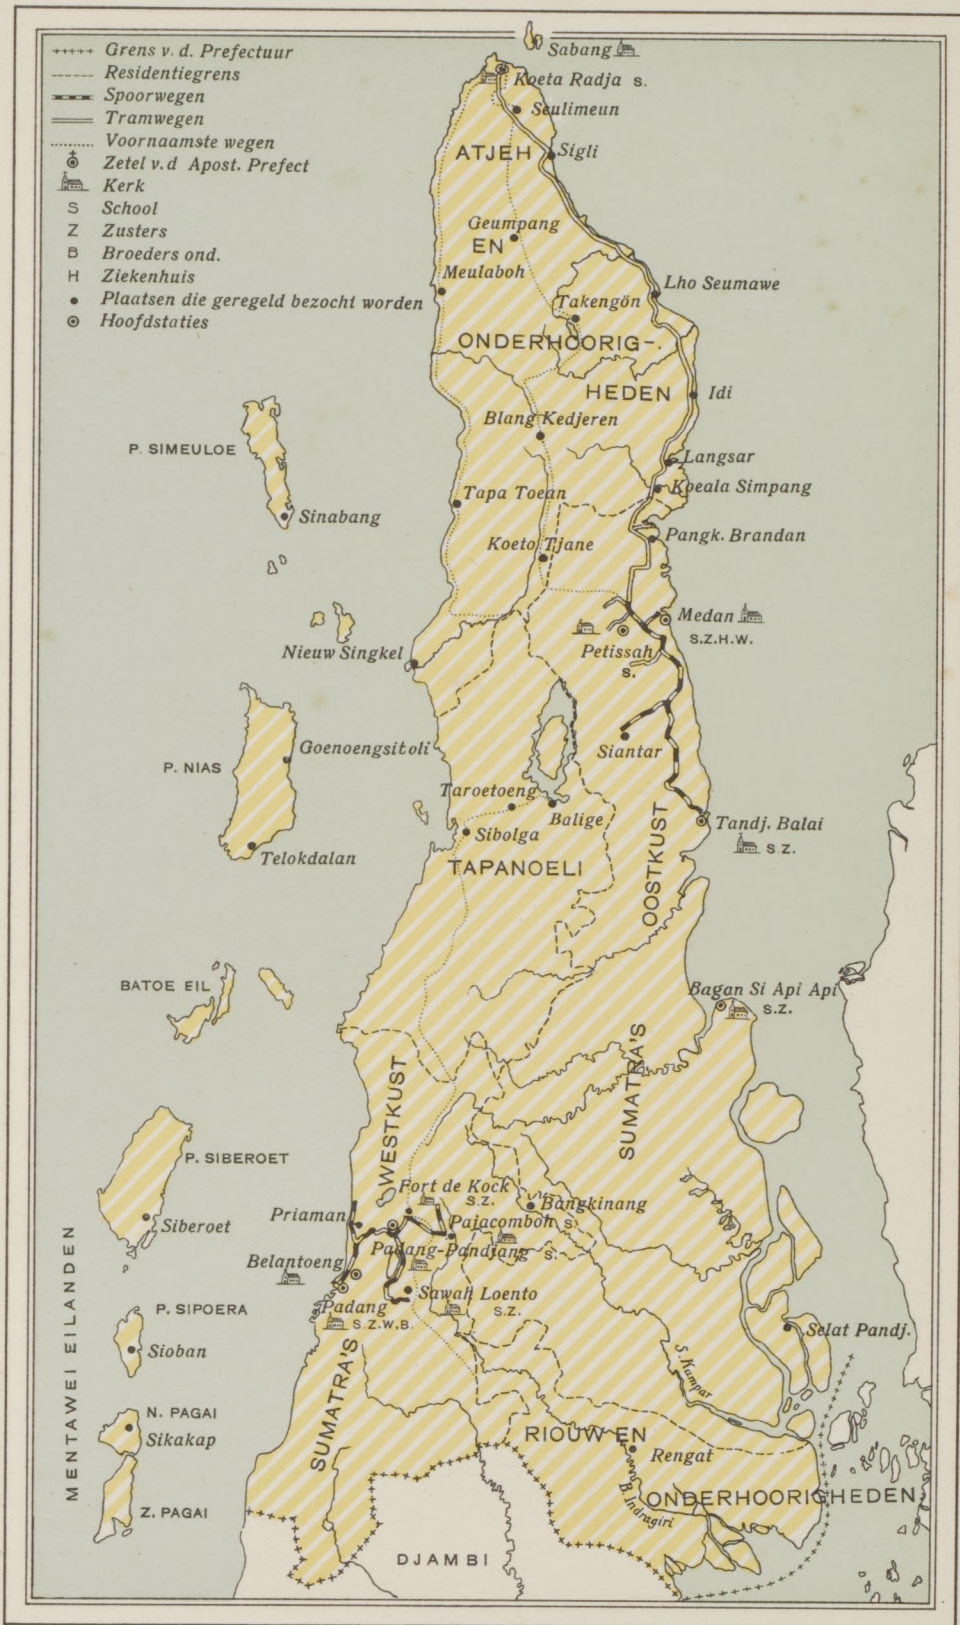 Grens v. d. Prefectuur
Residentiegrens
Spoorwegen
Tramwegen
Voornaamste wegen
Zetel v.d Apost. Prefect
Kerk
S School
Z Zusters
B Broeders ond.
H Ziekenhuis
Plaatsen die geregeld bezocht worden
Hoofdstaties
Sabang
Koeta Radja s.
Seulimeun
ATJEH
Sigli
Geumpang
EN
Meulaboh
Lho Seumawe
Takengön
ONDERHOORIG-.
HEDEN
Idi
Blang Kedjeren
P. SIMEULOE
Langsar
Koeala Simpang
Tapa Toean
Sinabang
Pangk. Brandan
Koeto Tjane
Medan
S.Z.H.W.
Nieuw Singkel
Petissah
s.
Goenoengsitoli
Siantar
P. NIAS
Taroetoeng
Balige
Tandj. Balai
S.Z.
Sibolga
Telokdalan
TAPANOELI
OOSTKUST
BATOE EIL
Bagan Si Api Api
S.Z.
SUMATRA'S
WESTKUST
P. SIBEROET
Fort de Kock
S.Z.
Bangkinang
Priaman
Pajacomboh S.
Siberoet
Padang-Pandjang S.
Belantoeng
Sawah Loento
S.Z.
Padang
S.Z.W.B.
P. SIPOERA
Selat Pandj.
Sioban
SUMATRA'S
S. Kampar
MENTAWEI EILANDEN
N. PAGAI
Sikakap
RIOUW EN
Rengat
ONDERHOORIGHEDEN
B. Indragiri
Z. PAGAI
DJAMBI